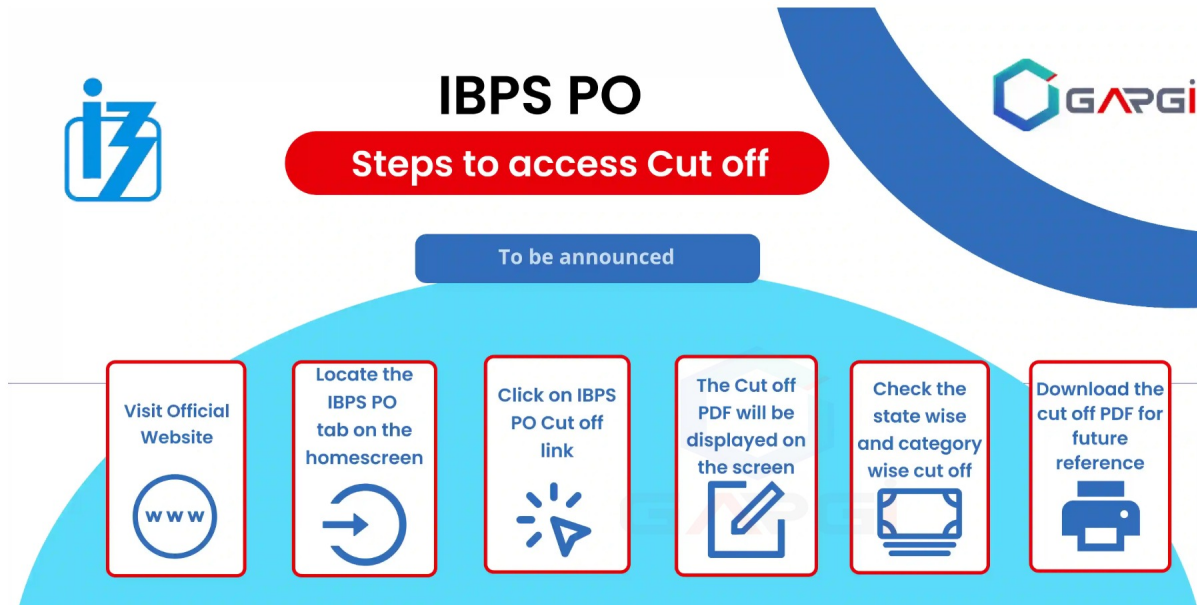 IBPS PO
GARGI
Steps to access Cut off
To be announced
Visit Official
Website
www
Locate the
IBPS PO
tab on the
homescreen
Click on IBPS
PO Cut off
link
The Cut off
PDF will be
displayed on
the screen
Check the
state wise
and category
wise cut off
Download the
cut off PDF for
future
reference
GARGI